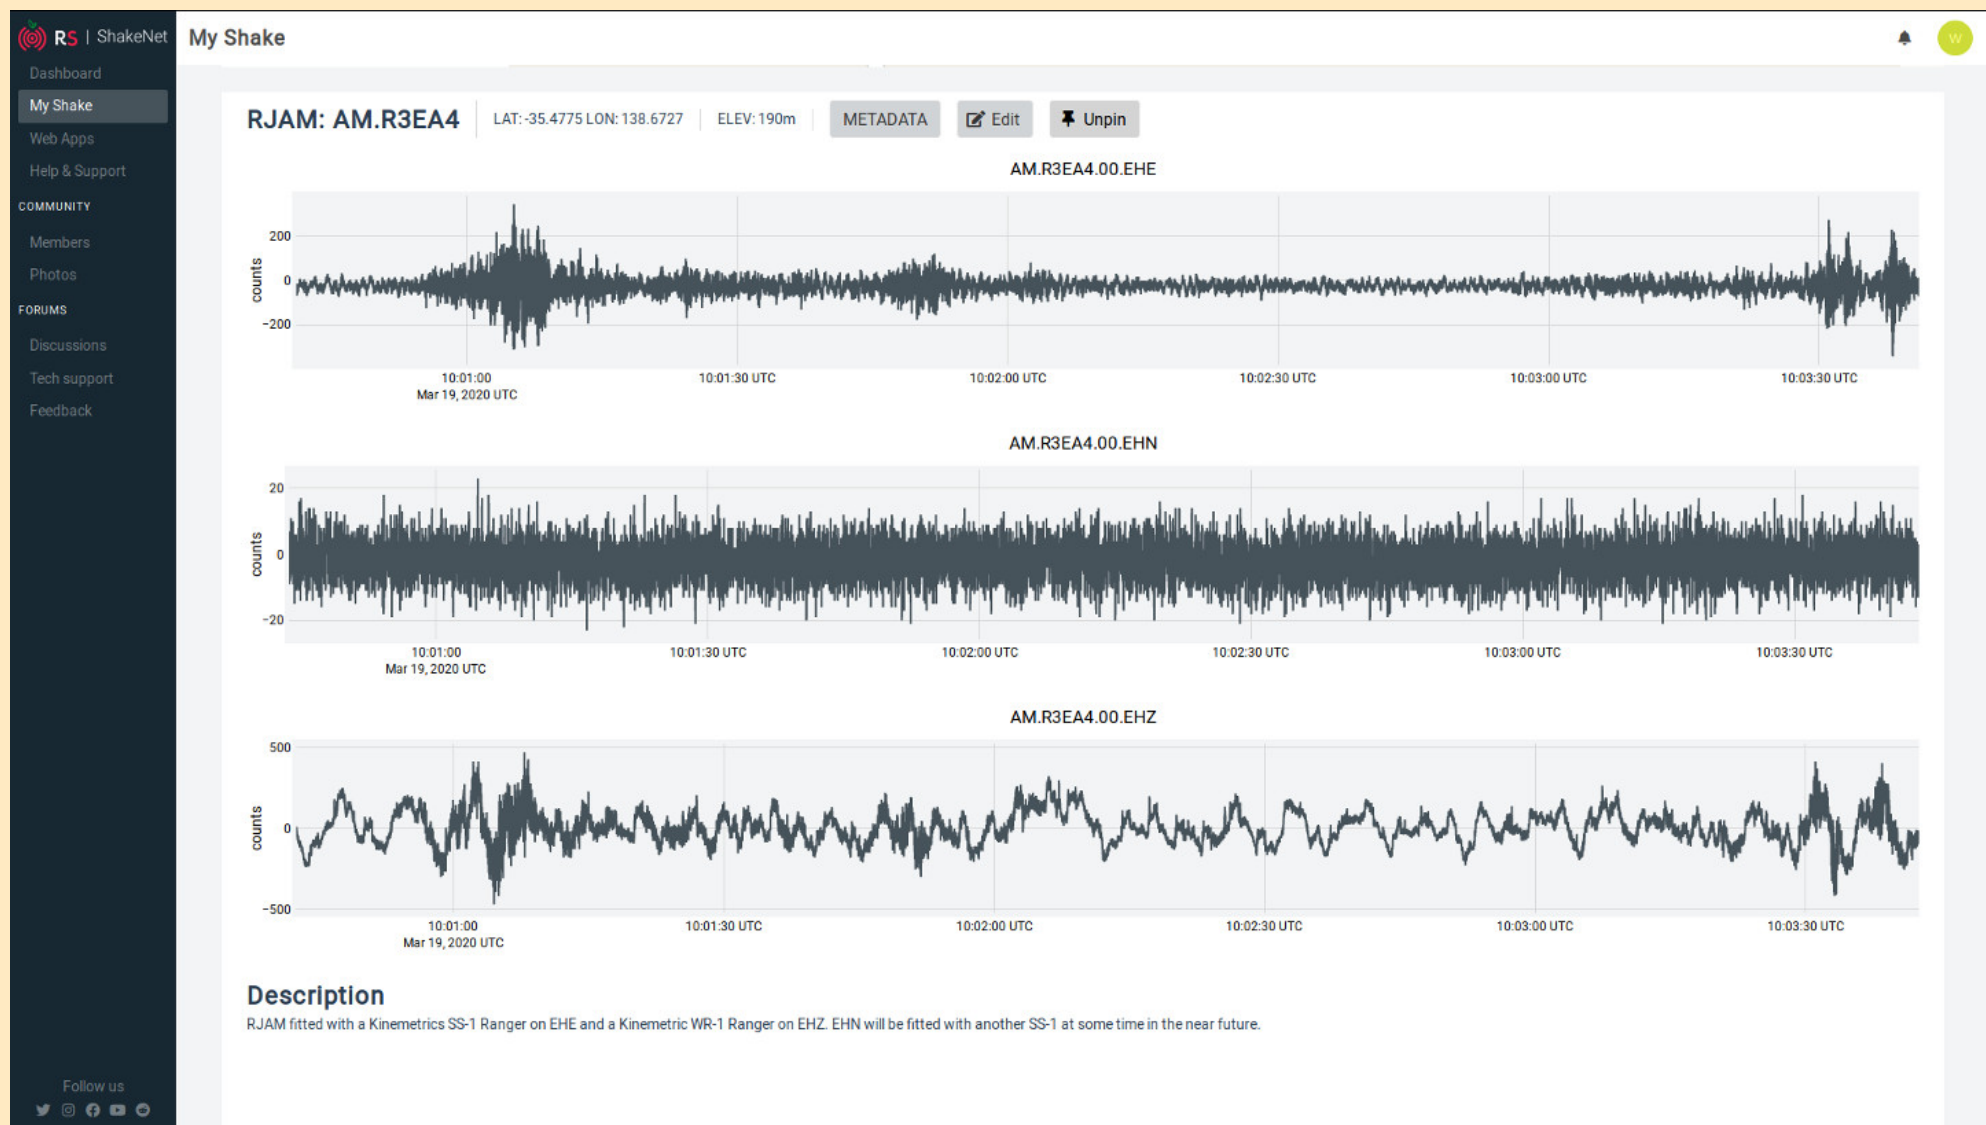 RS | ShakeNet
My Shake
W
Dashboard
My Shake
Web Apps
Help & Support
COMMUNITY
Members
Photos
FORUMS
Discussions
Tech support
Feedback
Follow us
RJAM: AM.R3EA4
LAT: -35.4775 LON: 138.6727
ELEV: 190m
METADATA
Edit
Unpin
AM.R3EA4.00.EHE
counts
200
0
−200
10:01:00
Mar 19, 2020 UTC
10:01:30 UTC
10:02:00 UTC
10:02:30 UTC
10:03:00 UTC
10:03:30 UTC
AM.R3EA4.00.EHN
counts
20
0
−20
10:01:00
Mar 19, 2020 UTC
10:01:30 UTC
10:02:00 UTC
10:02:30 UTC
10:03:00 UTC
10:03:30 UTC
AM.R3EA4.00.EHZ
counts
500
0
−500
10:01:00
Mar 19, 2020 UTC
10:01:30 UTC
10:02:00 UTC
10:02:30 UTC
10:03:00 UTC
10:03:30 UTC
Description
RJAM fitted with a Kinemetrics SS-1 Ranger on EHE and a Kinemetric WR-1 Ranger on EHZ. EHN will be fitted with another SS-1 at some time in the near future.